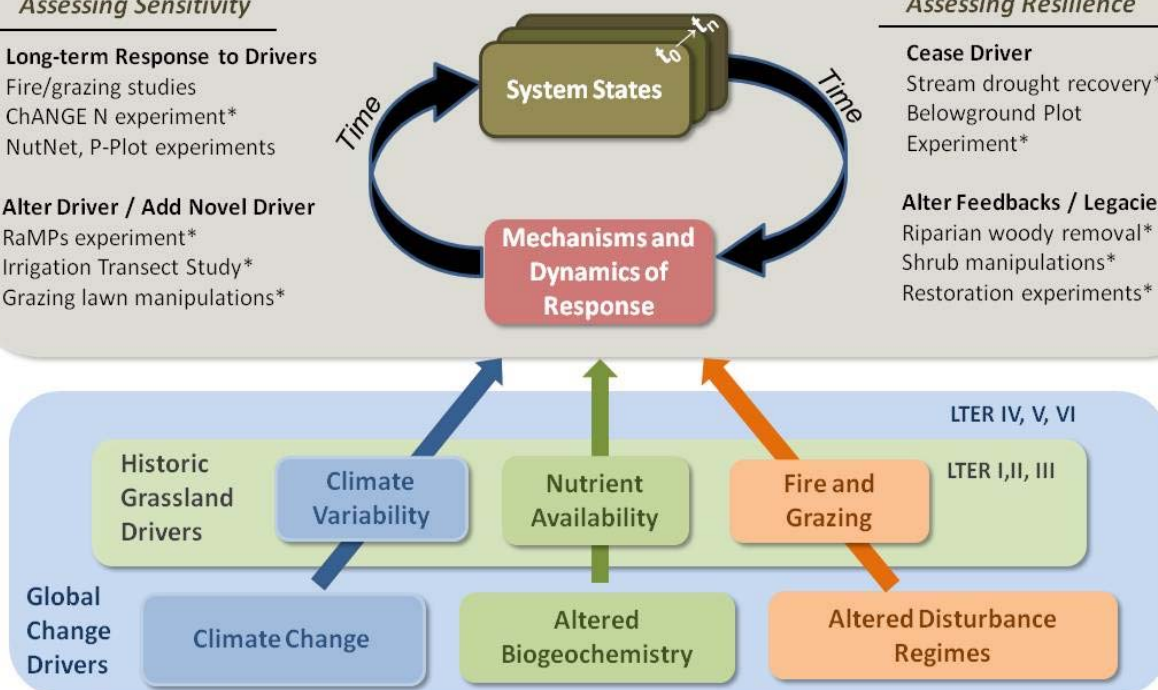 Assessing Sensitivity
Long-term Response to Drivers
Fire/grazing studies
ChANGE N experiment*
NutNet, P-Plot experiments
Alter Driver / Add Novel Driver
RaMPs experiment*
Irrigation Transect Study*
Grazing lawn manipulations*
Time
t0→tn
System States
Time
Mechanisms and
Dynamics of
Response
Assessing Resilience
Cease Driver
Stream drought recovery*
Belowground Plot
Experiment*
Alter Feedbacks / Legacie
Riparian woody removal*
Shrub manipulations*
Restoration experiments*
LTER IV, V, VI
LTER I,II, III
Historic
Grassland
Drivers
Climate
Variability
Nutrient
Availability
Fire and
Grazing
Global
Change
Drivers
Climate Change
Altered
Biogeochemistry
Altered Disturbance
Regimes